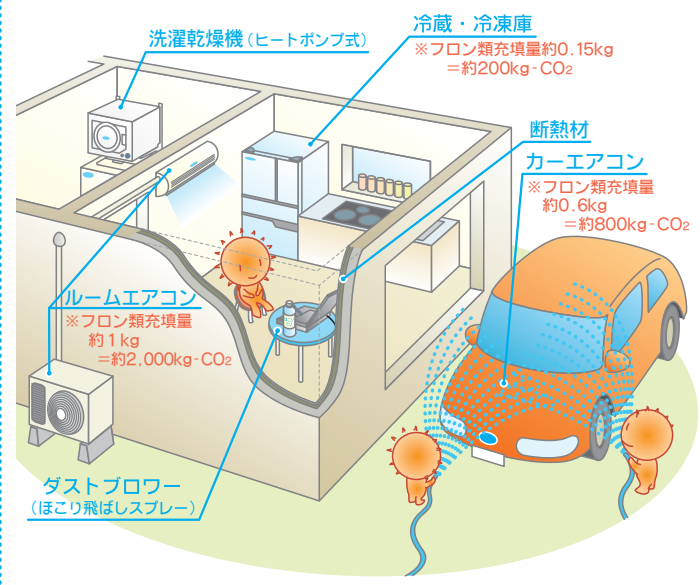 洗濯乾燥機(ヒートポンプ式)
冷蔵・冷凍庫
※フロン類充填量約0.15kg
＝約200kg-CO2
断熱材
カーエアコン
※フロン類充填量
約0.6kg
＝約800kg-CO2
ルームエアコン
※フロン類充填量
約1kg
＝約2,000kg-CO2
ダストブロワー
(ほこり飛ばしスプレー)